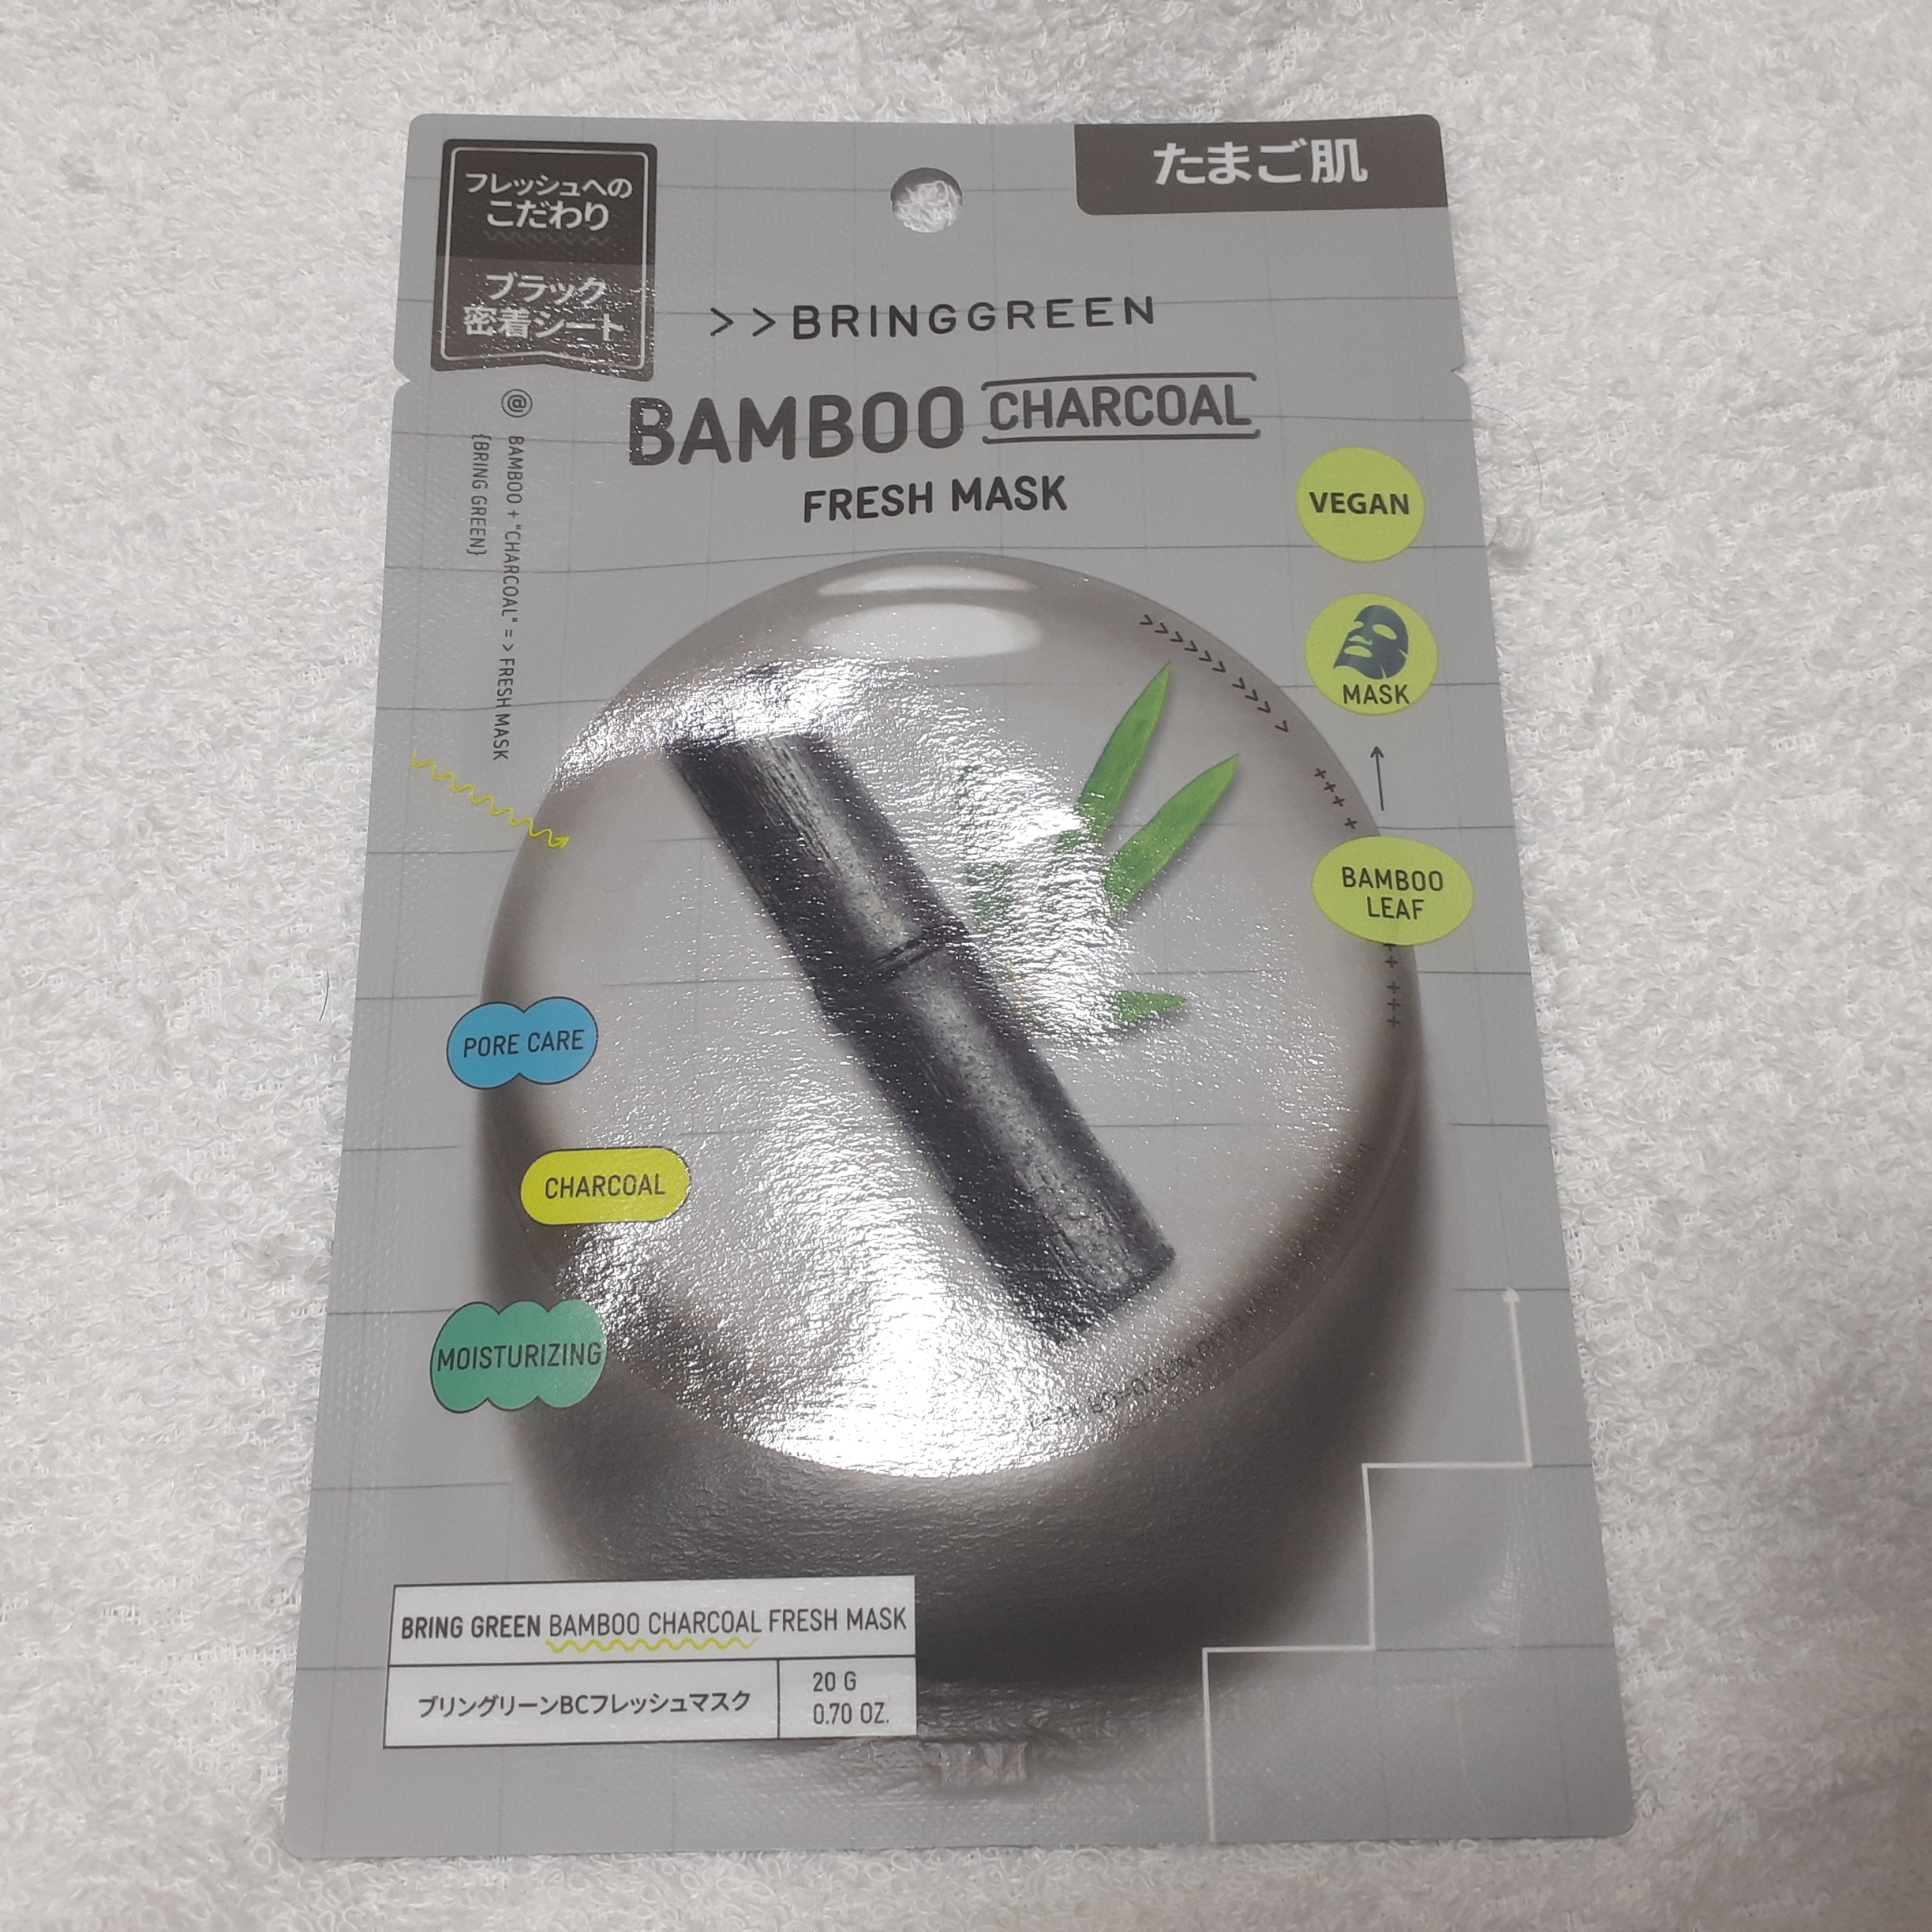 フレッシュへの
こだわり
ブラック
密着シート
たまご肌
>>BRINGGREEN
BAMBOO CHARCOAL
FRESH MASK
@ BAMBOO + "CHARCOAL" = > FRESH MASK
{BRING GREEN}
VEGAN
MASK
BAMBOO
LEAF
PORE CARE
CHARCOAL
MOISTURIZING
BRING GREEN BAMBOO CHARCOAL FRESH MASK
ブリングリーンBCフレッシュマスク
20 G
0.70 OZ.